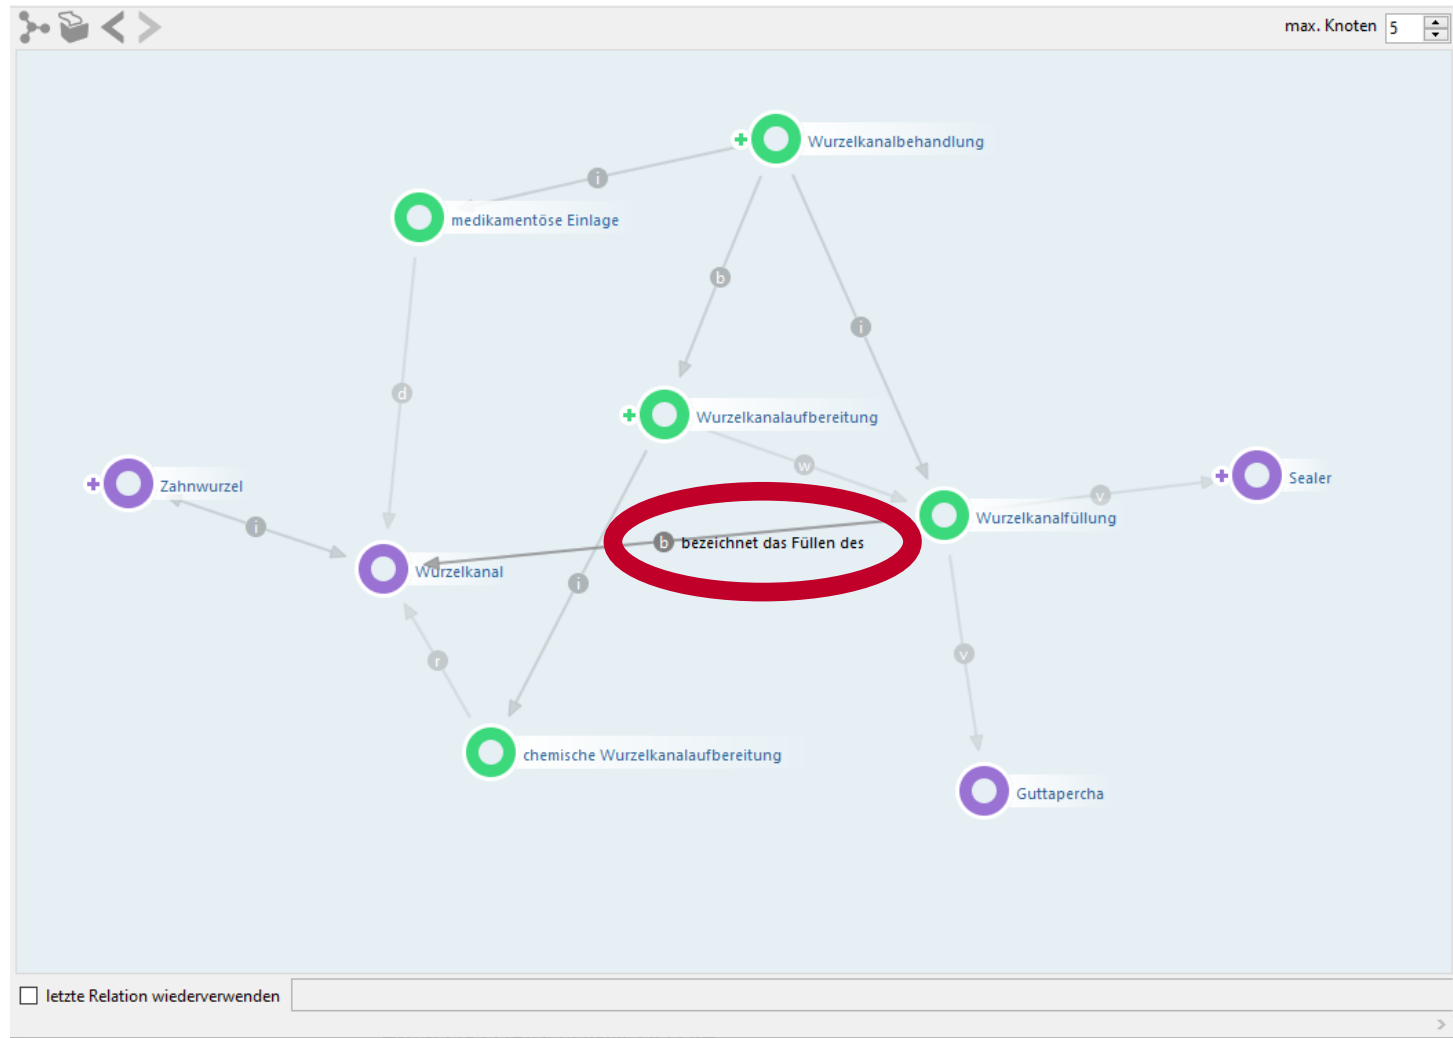 max. Knoten 5
Wurzelkanalbehandlung
i
medikamentöse Einlage
b
i
d
Wurzelkanalaufbereitung
w
Zahnwurzel
Sealer
v
Wurzelkanalfüllung
i
b bezeichnet das Füllen des
Wurzelkanal
i
v
r
chemische Wurzelkanalaufbereitung
Guttapercha
letzte Relation wiederverwenden